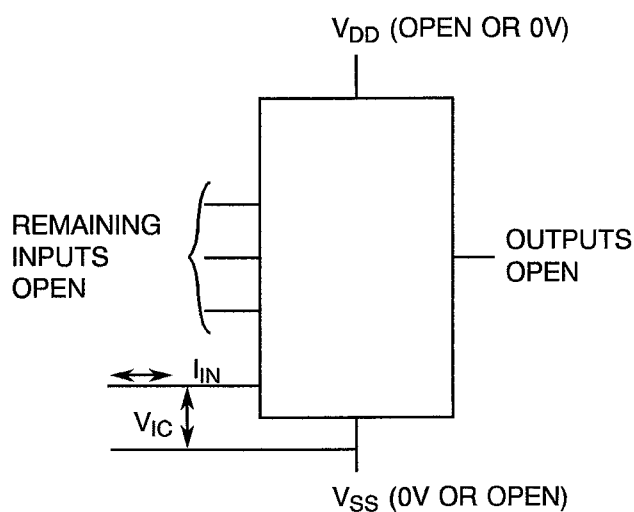 V_DD (OPEN OR 0V)
REMAINING
INPUTS
OPEN
OUTPUTS
OPEN
I_IN
V_IC
V_SS (0V OR OPEN)